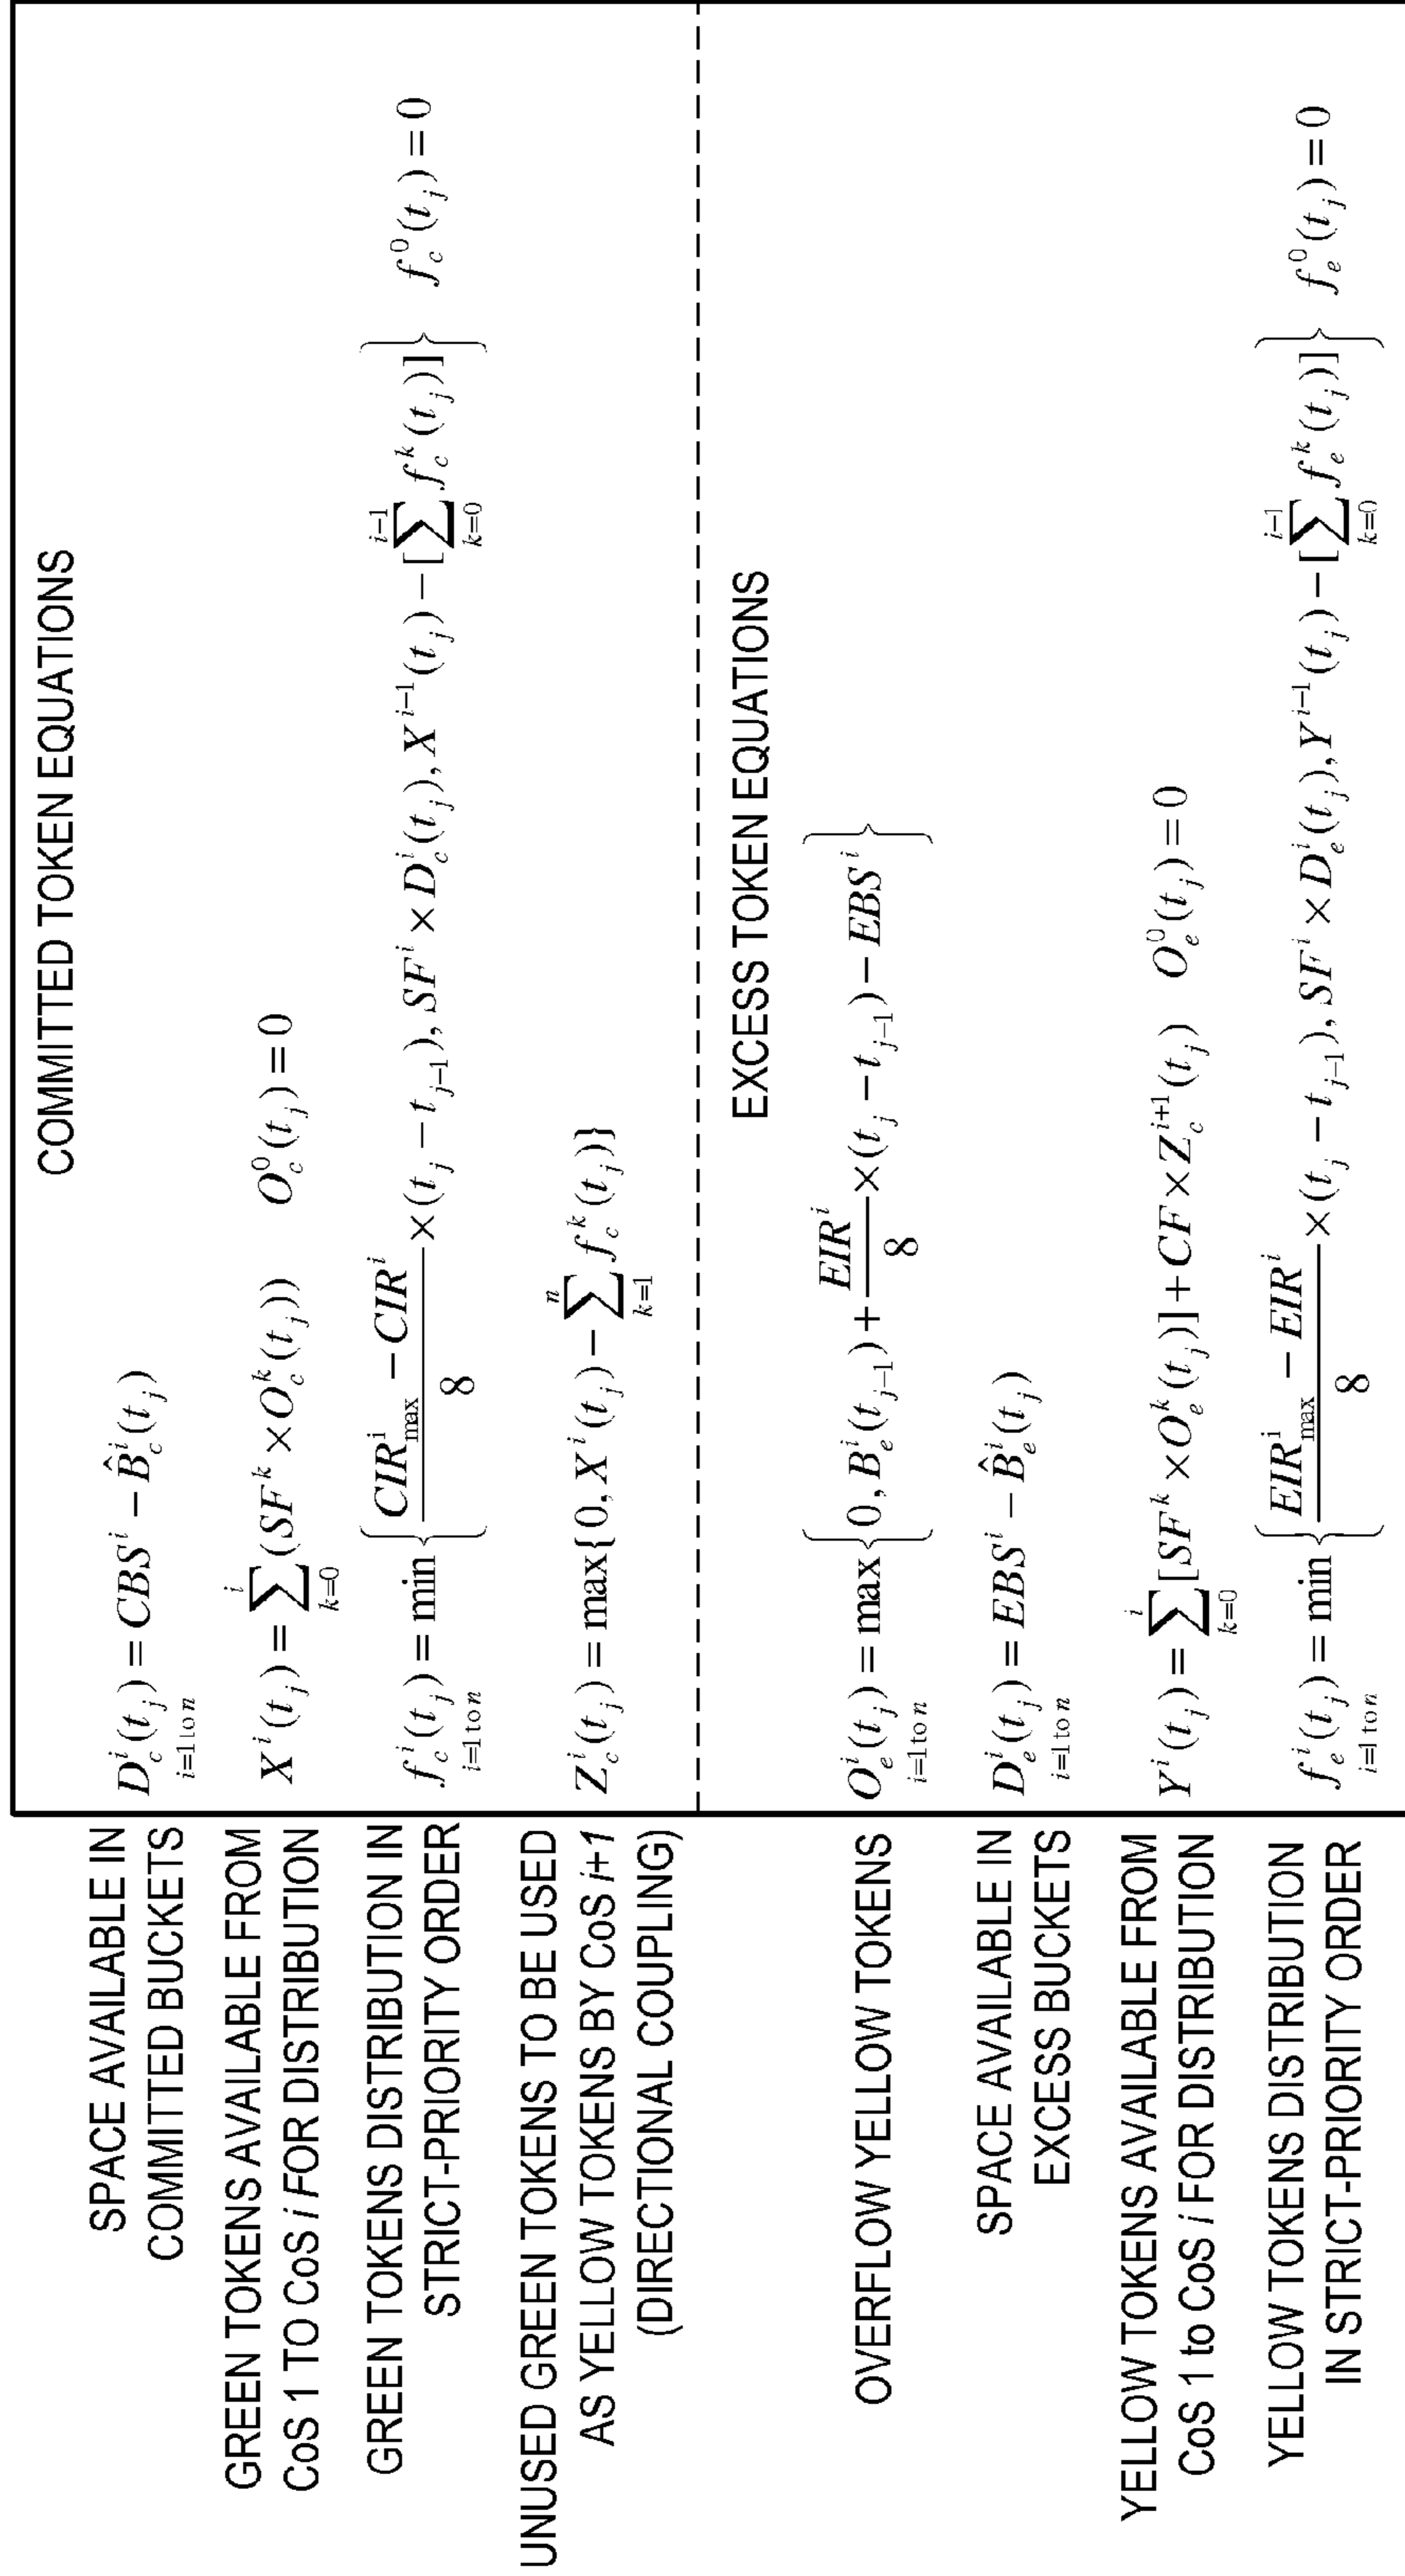 COMMITTED TOKEN EQUATIONS
SPACE AVAILABLE IN
COMMITTED BUCKETS
D_c^i(t_j) = CBS^i − B̂_c^i(t_j)
i=1 to n
GREEN TOKENS AVAILABLE FROM
CoS 1 TO CoS i FOR DISTRIBUTION
X^i(t_j) = ∑_{k=0}^{i} (SF^k × O_c^k(t_j)) O_c^0(t_j) = 0
GREEN TOKENS DISTRIBUTION IN
STRICT-PRIORITY ORDER
f_c^i(t_j) = min { (CIR_max^i − CIR^i)/8 × (t_j − t_{j−1}), SF^i × D_c^i(t_j), X^{i−1}(t_j) − [∑_{k=0}^{i−1} f_c^k(t_j)] } f_c^0(t_j) = 0
i=1 to n
UNUSED GREEN TOKENS TO BE USED
AS YELLOW TOKENS BY CoS i+1
(DIRECTIONAL COUPLING)
Z_c^i(t_j) = max{0, X^i(t_j) − ∑_{k=1}^{n} f_c^k(t_j)}
EXCESS TOKEN EQUATIONS
OVERFLOW YELLOW TOKENS
O_e^i(t_j) = max { 0, B_e^i(t_{j−1}) + EIR^i/8 × (t_j − t_{j−1}) − EBS^i }
i=1 to n
SPACE AVAILABLE IN
EXCESS BUCKETS
D_e^i(t_j) = EBS^i − B̂_e^i(t_j)
i=1 to n
YELLOW TOKENS AVAILABLE FROM
CoS 1 to CoS i FOR DISTRIBUTION
Y^i(t_j) = ∑_{k=0}^{i} [SF^k × O_e^k(t_j)] + CF × Z_c^{i+1}(t_j) O_e^0(t_j) = 0
YELLOW TOKENS DISTRIBUTION
IN STRICT-PRIORITY ORDER
f_e^i(t_j) = min { (EIR_max^i − EIR^i)/8 × (t_j − t_{j−1}), SF^i × D_e^i(t_j), Y^{i−1}(t_j) − [∑_{k=0}^{i−1} f_e^k(t_j)] } f_e^0(t_j) = 0
i=1 to n